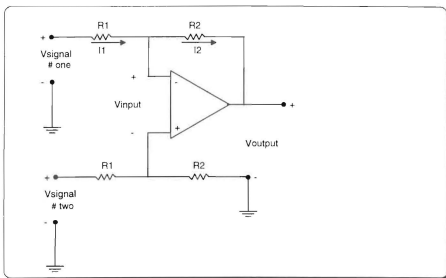 R1 R2
+
I1 I2
Vsignal
# one
+
-
Vinput
-
+
+
-
Voutput
R1 R2
+
-
Vsignal
# two
-